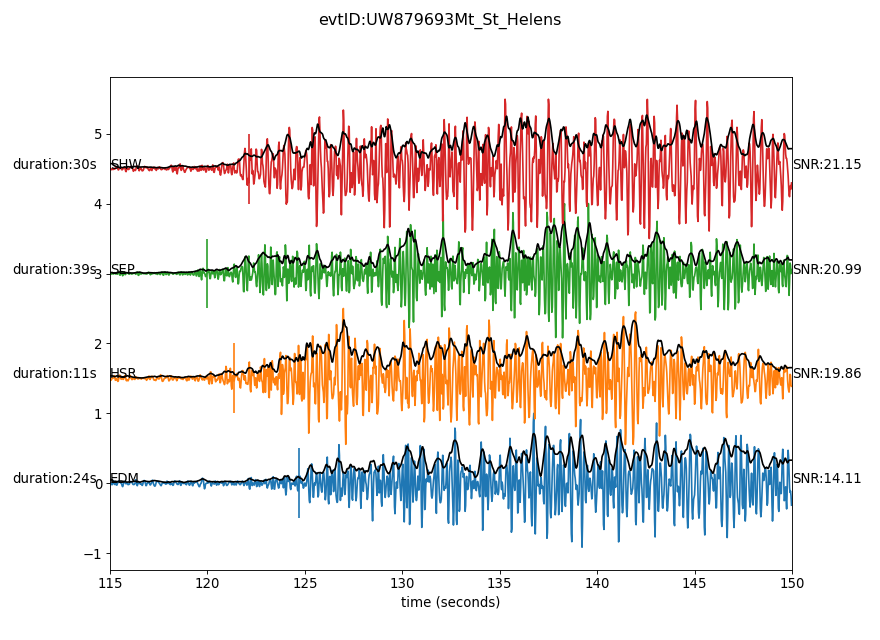 evtID:UW879693Mt_St_Helens
5
duration:30s SHW SNR:21.15
4
duration:39s 3 SEP SNR:20.99
2
duration:11s HSR SNR:19.86
1
duration:24s 0 EDM SNR:14.11
−1
115 120 125 130 135 140 145 150
time (seconds)